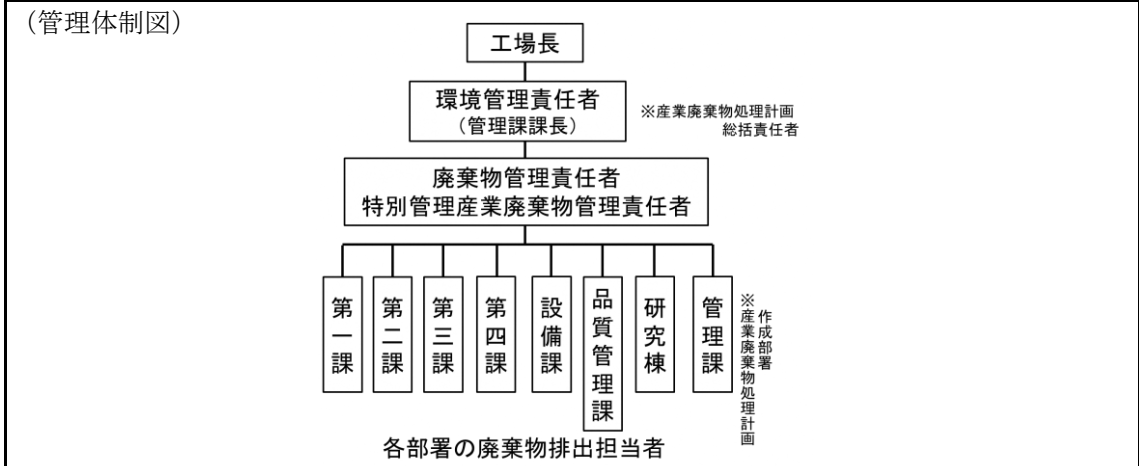 （管理体制図）
工場長
環境管理責任者
（管理課課長）
※産業廃棄物処理計画
総括責任者
廃棄物管理責任者
特別管理産業廃棄物管理責任者
第一課
第二課
第三課
第四課
設備課
品質管理課
研究棟
管理課
※産業廃棄物処理計画
作成部署
各部署の廃棄物排出担当者